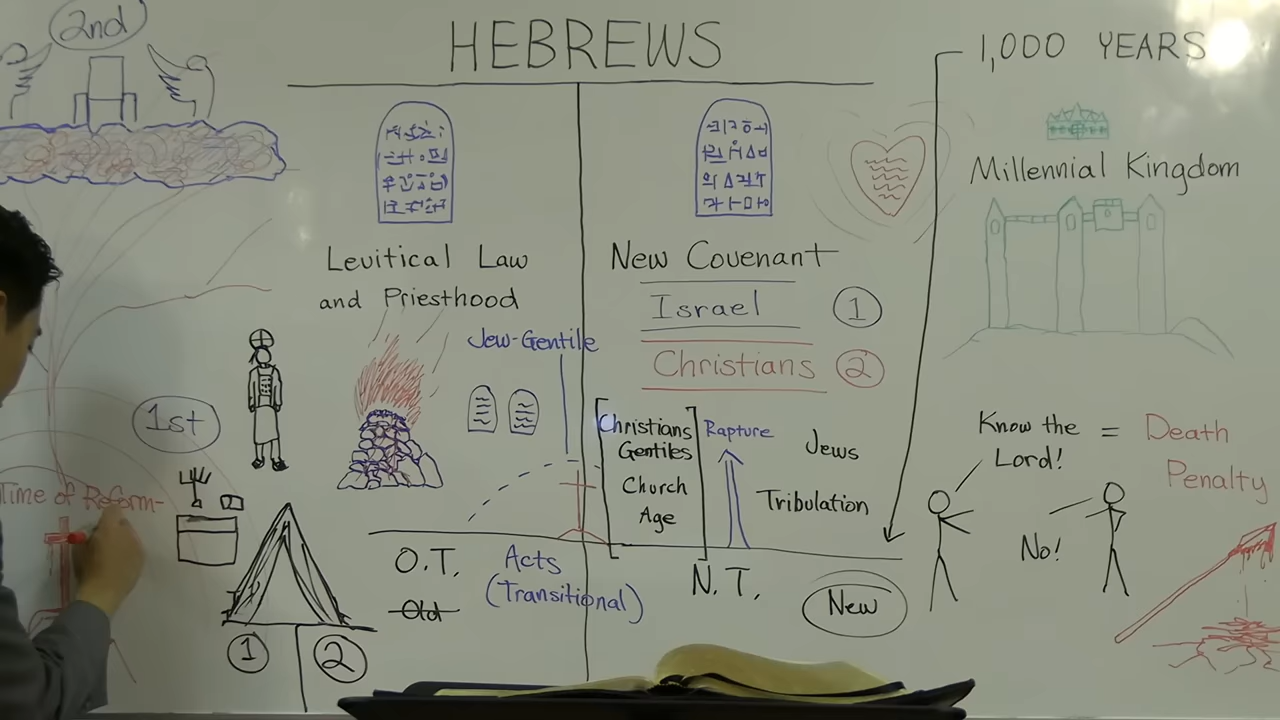 2nd
HEBREWS
1,000 YEARS
Millennial Kingdom
Levitical Law
and Priesthood
New Covenant
Israel 1
Christians 2
Jew-Gentile
1st
Christians
Gentiles
Church
Age
Rapture
Jews
Tribulation
Know the
Lord!
= Death
Penalty
No!
Time of Reform-
O.T.
Old
Acts
(Transitional)
N.T.
New
1 2